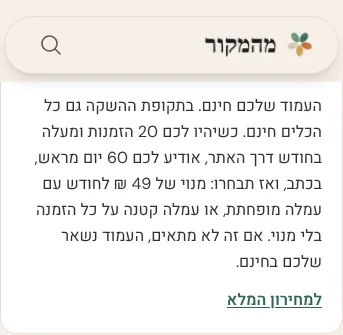 מהמקור
העמוד שלכם חינם. בתקופת ההשקה גם כל
הכלים חינם. כשיהיו לכם 20 הזמנות ומעלה
בחודש דרך האתר, אודיע לכם 60 יום מראש,
בכתב, ואז תבחרו: מנוי של 49 ₪ לחודש עם
עמלה מופחתת, או עמלה קטנה על כל הזמנה
בלי מנוי. אם זה לא מתאים, העמוד נשאר
שלכם בחינם.
למחירון המלא